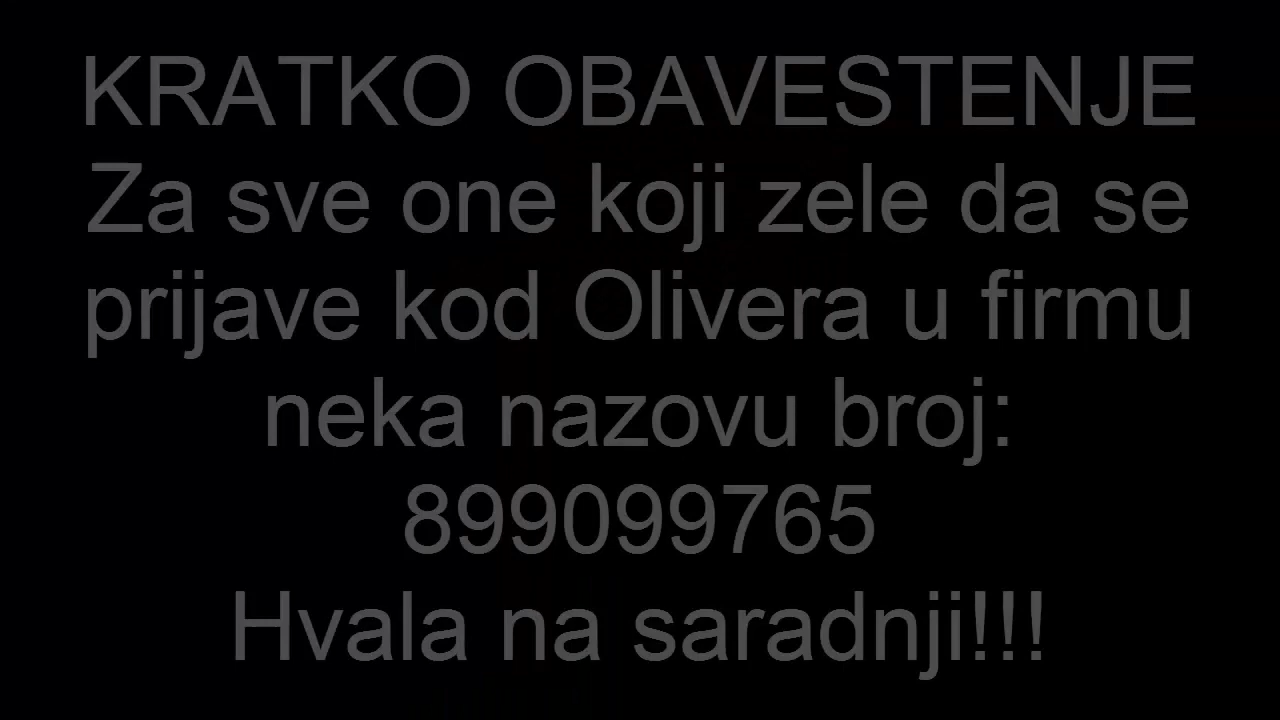 KRATKO OBAVESTENJE
Za sve one koji zele da se
prijave kod Olivera u firmu
neka nazovu broj:
899099765
Hvala na saradnji!!!